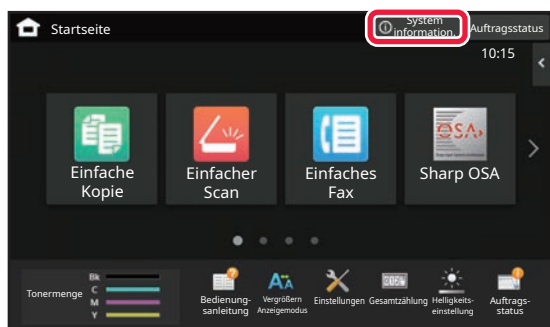 Startseite
System
information.
Auftragsstatus
10:15
Einfache
Kopie
Einfacher
Scan
Einfaches
Fax
OSA
Sharp OSA
Tonermenge
Bk
C
M
Y
Bedienung-
sanleitung
AA
Vergrößern
Anzeigemodus
Einstellungen
Gesamtzählung
Helligkeits-
einstellung
Auftrags-
status